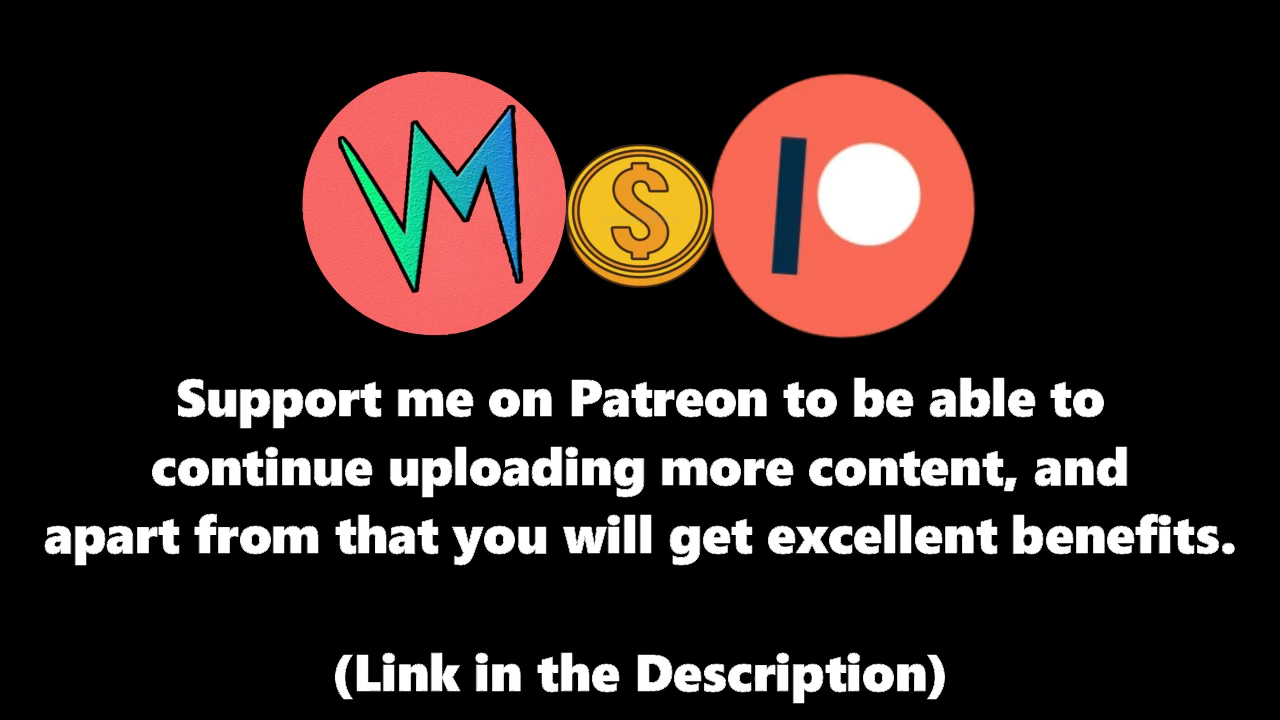 VM $
Support me on Patreon to be able to
continue uploading more content, and
apart from that you will get excellent benefits.
(Link in the Description)